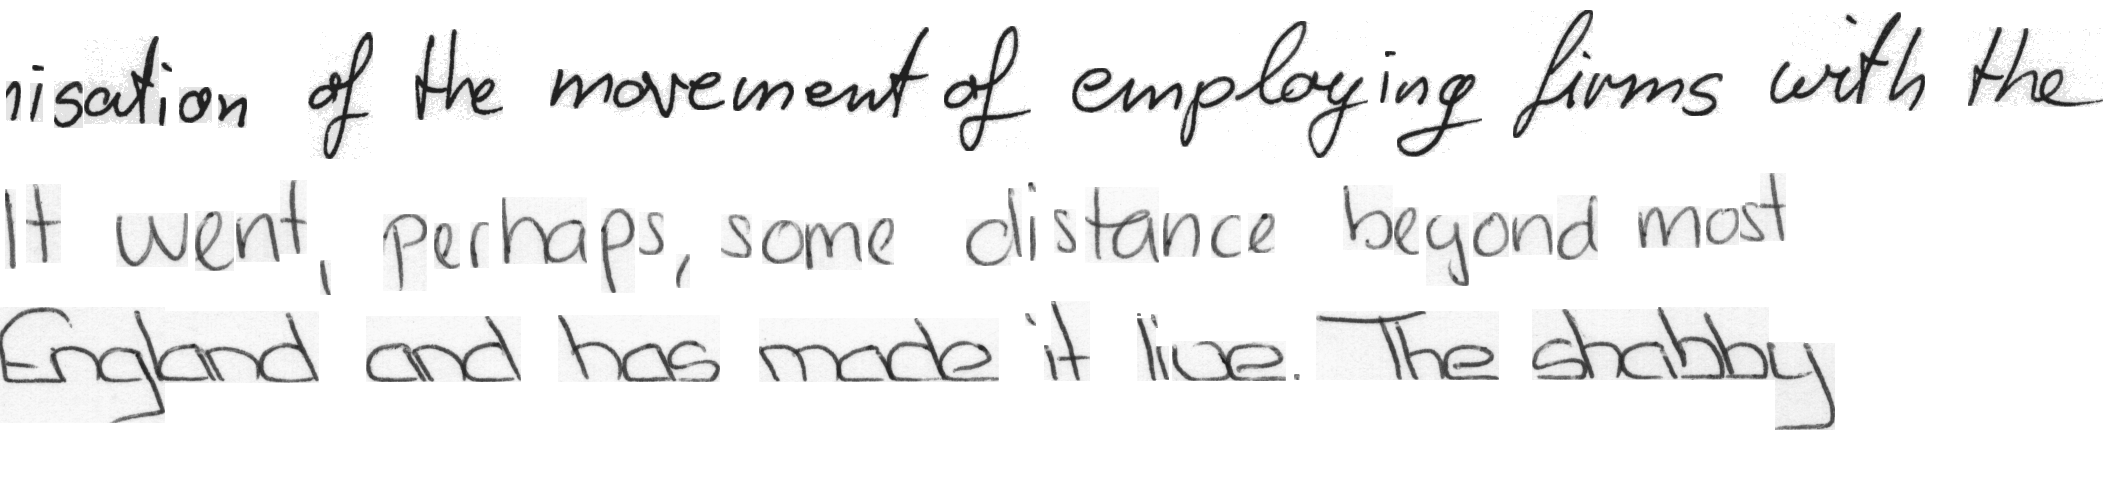 nisation of the movement of employing firms with the
It went, perhaps, some distance beyond most
England and has made it live. The shabby